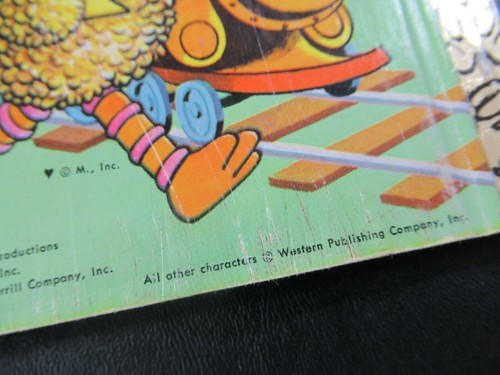 ♥ © M., Inc.
roductions
Inc.
rrill Company, Inc.
All other characters © Western Publishing Company, Inc.